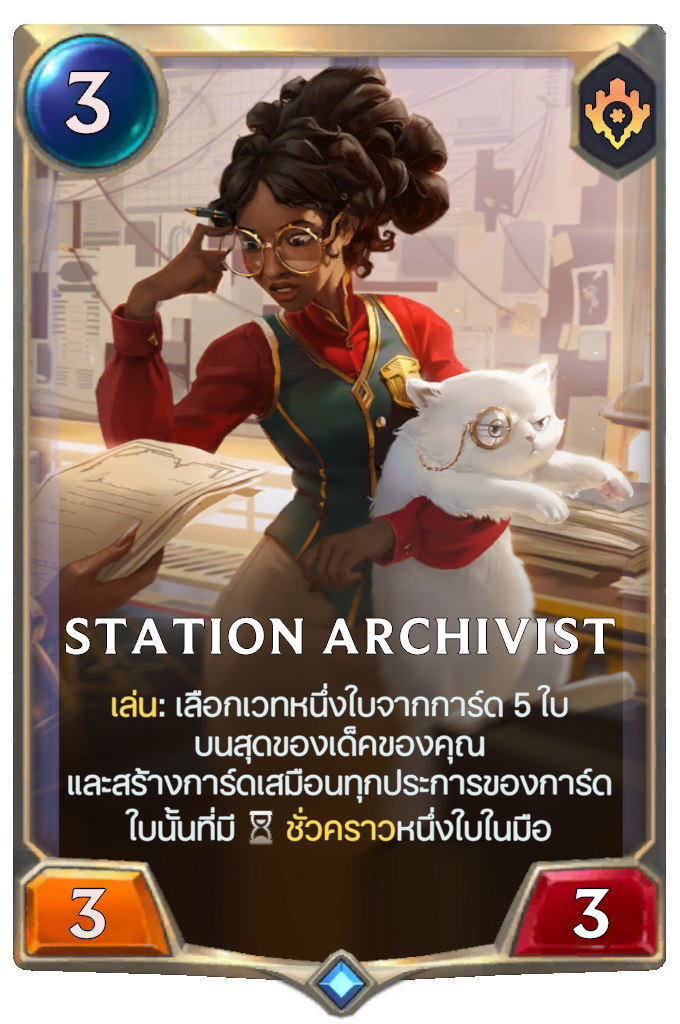 3
STATION ARCHIVIST
เล่น: เลือกเวทหนึ่งใบจากการ์ด 5 ใบ
บนสุดของเด็คของคุณ
และสร้างการ์ดเสมือนทุกประการของการ์ด
ใบนั้นที่มี ชั่วคราวหนึ่งใบในมือ
3
3